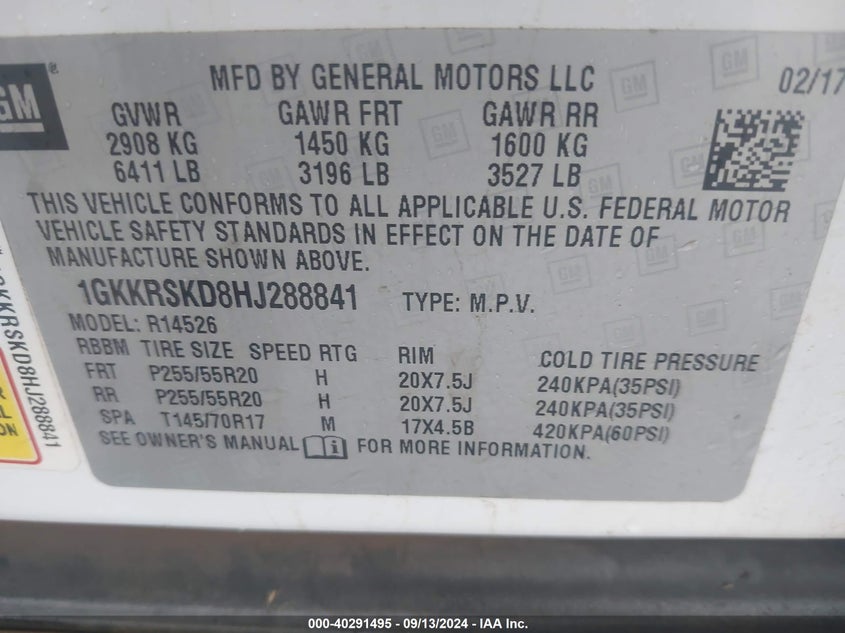 GM
®
MFD BY GENERAL MOTORS LLC 02/17
GVWR GAWR FRT GAWR RR
2908 KG 1450 KG 1600 KG
6411 LB 3196 LB 3527 LB
THIS VEHICLE CONFORMS TO ALL APPLICABLE U.S. FEDERAL MOTOR
VEHICLE SAFETY STANDARDS IN EFFECT ON THE DATE OF
MANUFACTURE SHOWN ABOVE.
1GKKRSKD8HJ288841 TYPE: M.P.V.
MODEL: R14526
RBBM TIRE SIZE SPEED RTG RIM COLD TIRE PRESSURE
FRT P255/55R20 H 20X7.5J 240KPA(35PSI)
RR P255/55R20 H 20X7.5J 240KPA(35PSI)
SPA T145/70R17 M 17X4.5B 420KPA(60PSI)
SEE OWNER'S MANUAL FOR MORE INFORMATION.
KKRSKD8HJ288841
000-40291495 - 09/13/2024 - IAA Inc.